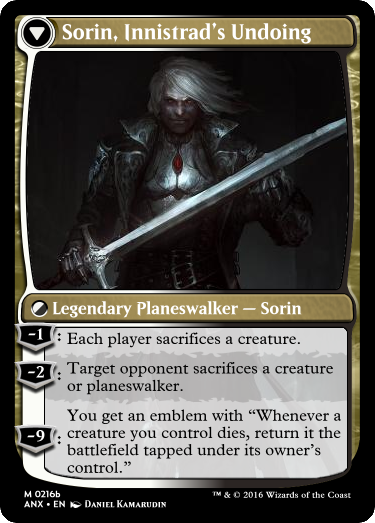 Sorin, Innistrad's Undoing
Legendary Planeswalker — Sorin
-1: Each player sacrifices a creature.
-2: Target opponent sacrifices a creature
or planeswalker.
You get an emblem with “Whenever a
creature you control dies, return it the
-9: battlefield tapped under its owner's
control.”
M 0216b
ANX • EN Daniel Kamarudin
™ & © 2016 Wizards of the Coast